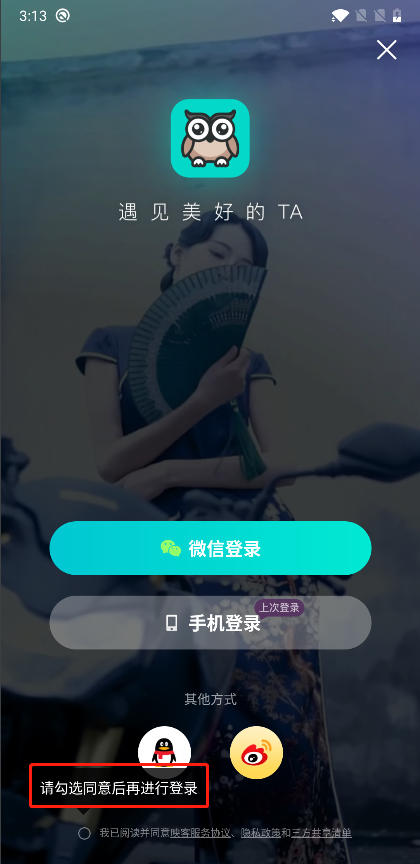 3:13
遇见美好的TA
微信登录
上次登录
手机登录
其他方式
请勾选同意后再进行登录
我已阅读并同意映客服务协议、隐私政策和三方共享清单